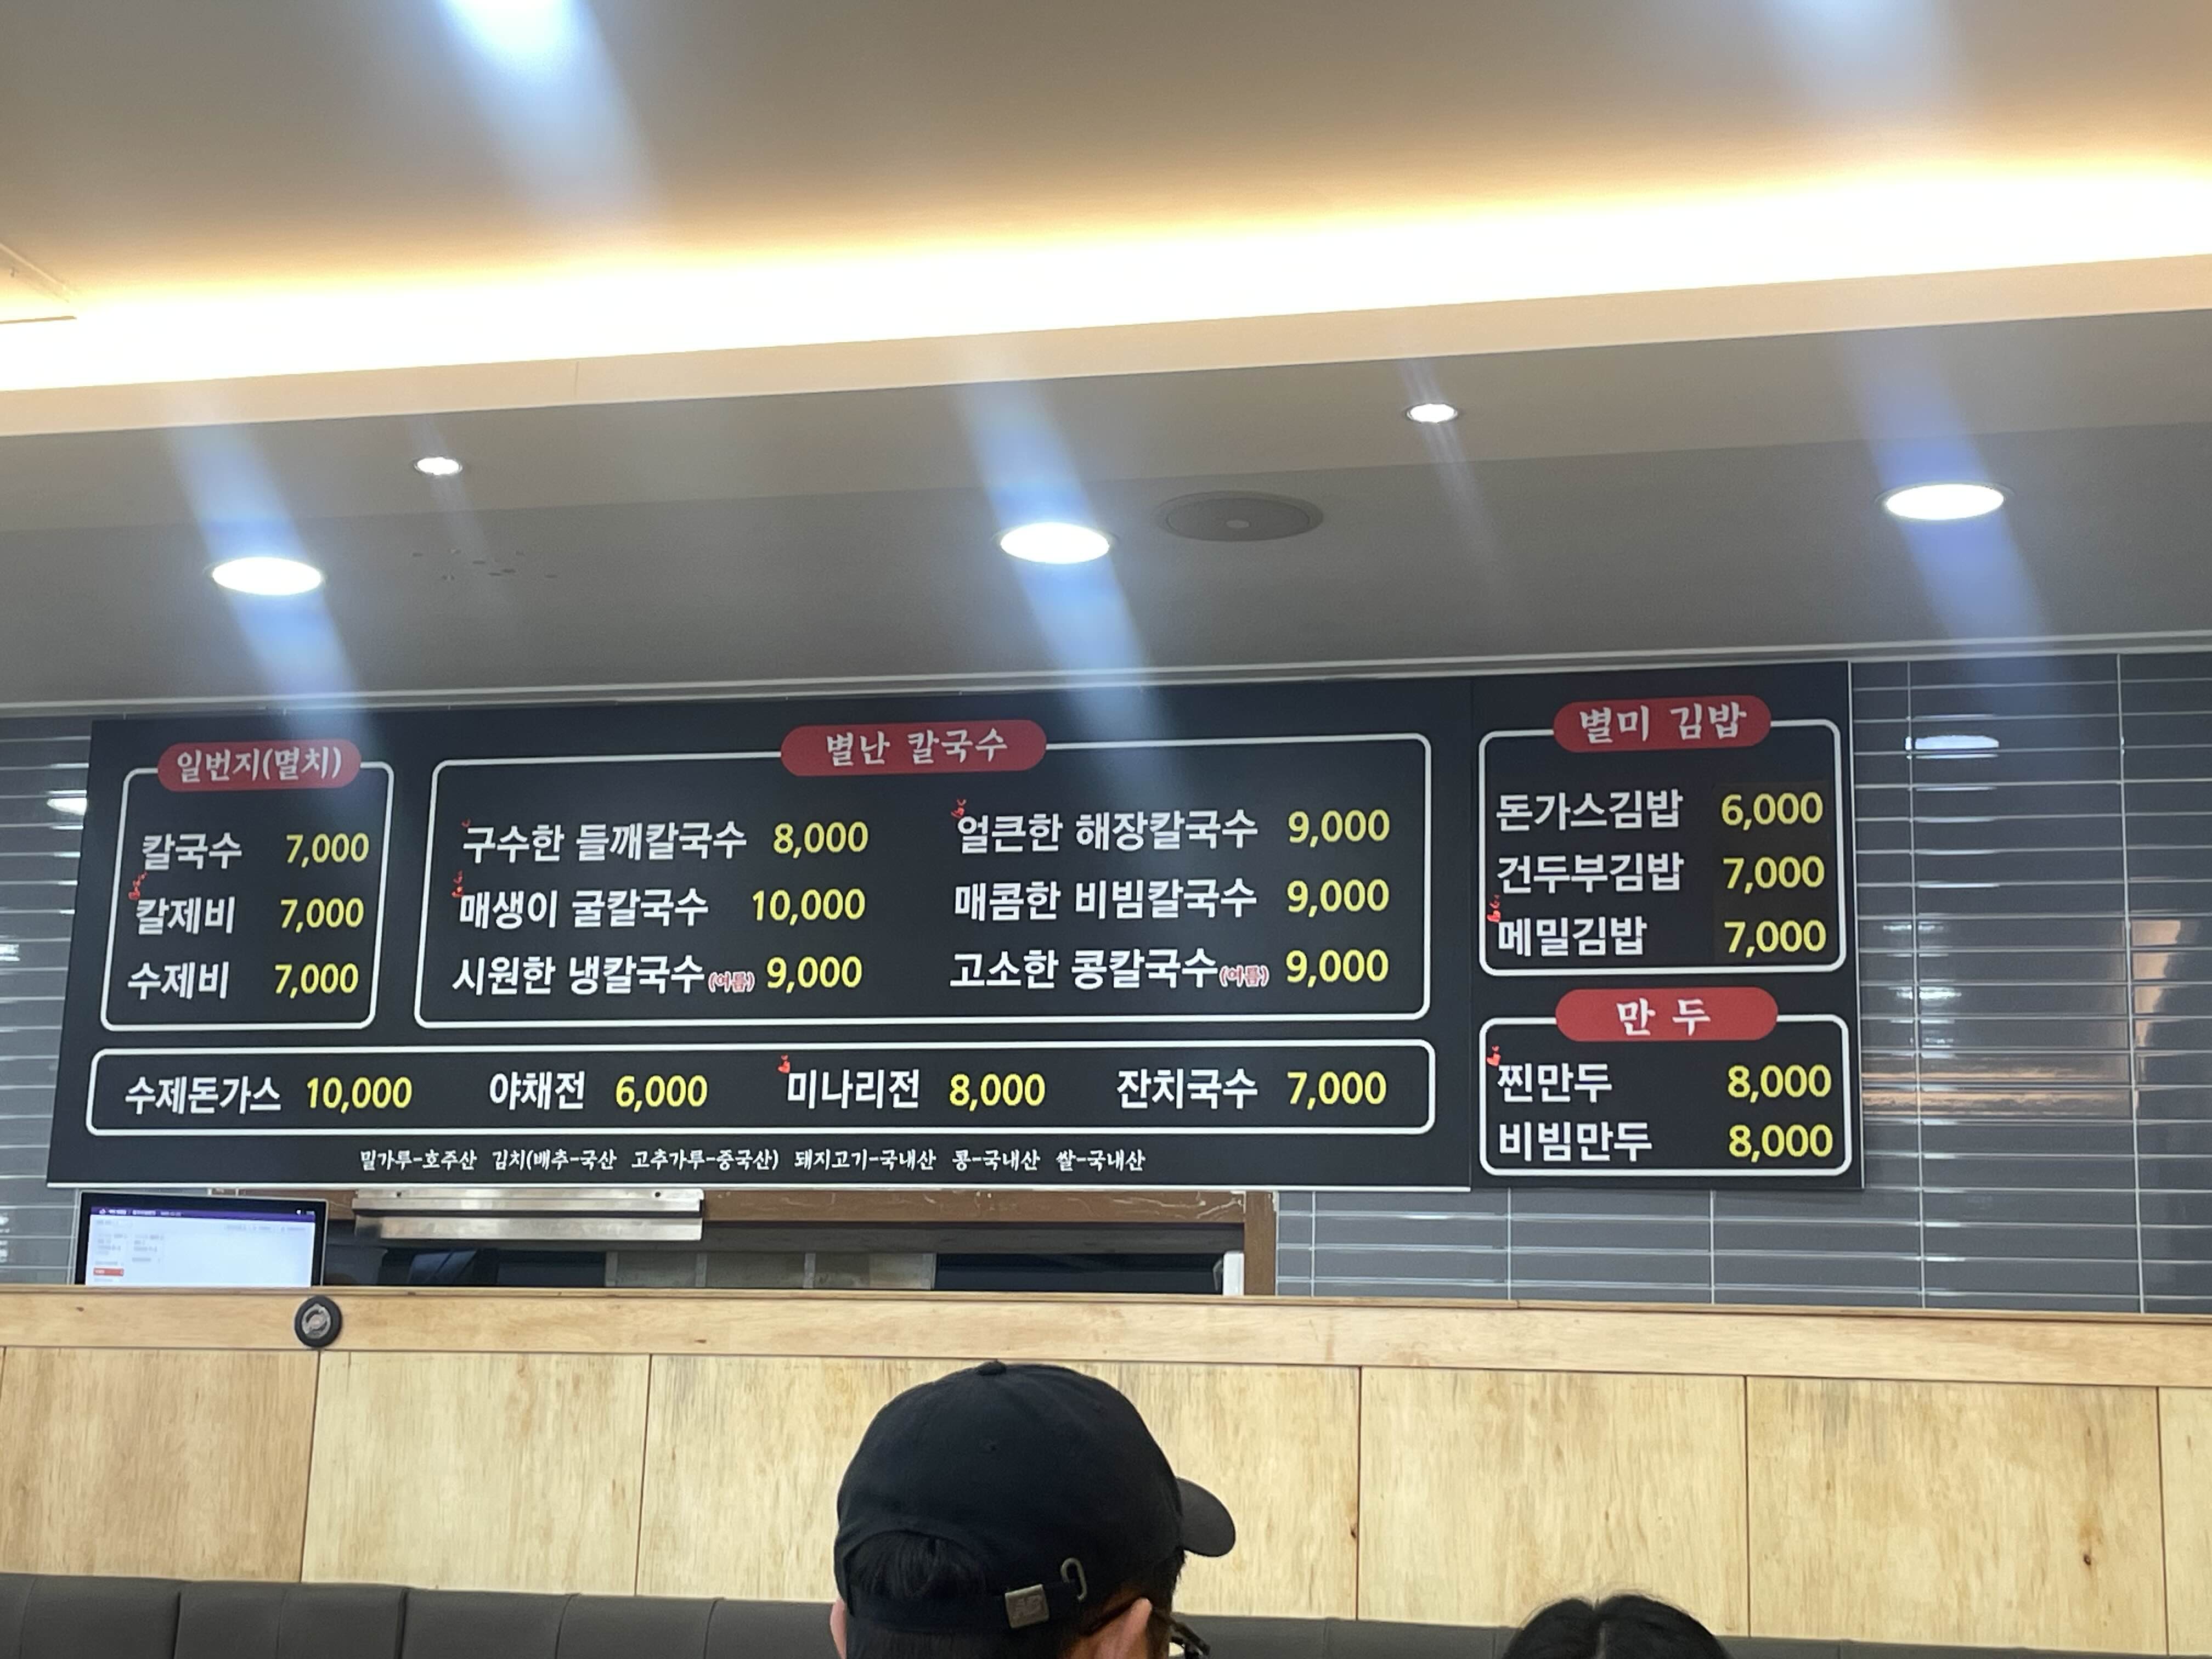 일번지(멸치)
칼국수 7,000
칼제비 7,000
수제비 7,000
별난 칼국수
구수한 들깨칼국수 8,000
매생이 굴칼국수 10,000
시원한 냉칼국수(여름) 9,000
얼큰한 해장칼국수 9,000
매콤한 비빔칼국수 9,000
고소한 콩칼국수(여름) 9,000
수제돈가스 10,000 야채전 6,000 미나리전 8,000 잔치국수 7,000
밀가루-호주산 김치(배추-국산 고추가루-중국산) 돼지고기-국내산 콩-국내산 쌀-국내산
별미 김밥
돈가스김밥 6,000
건두부김밥 7,000
메밀김밥 7,000
만두
찐만두 8,000
비빔만두 8,000